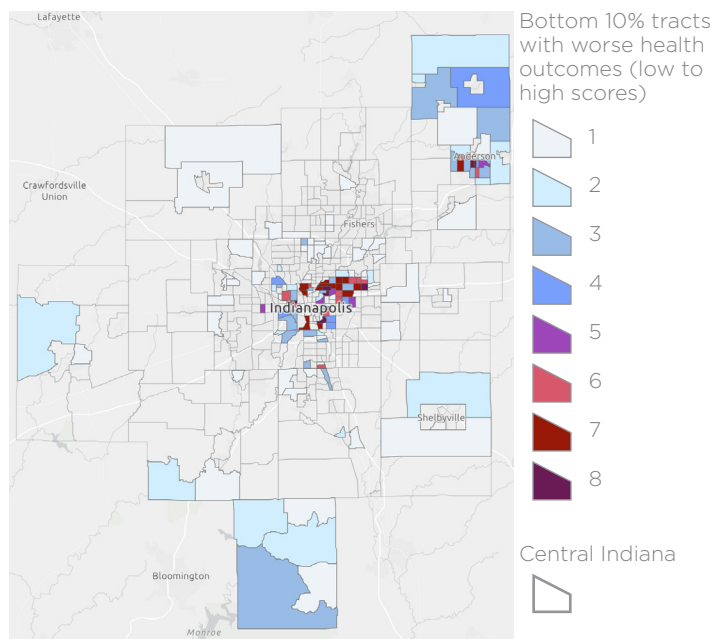 Lafayette
Bottom 10% tracts
with worse health
outcomes (low to
high scores)
1
2
3
4
5
6
7
8
Central Indiana
Anderson
Crawfordsville
Union
Fishers
Indianapolis
Shelbyville
Bloomington
Monroe